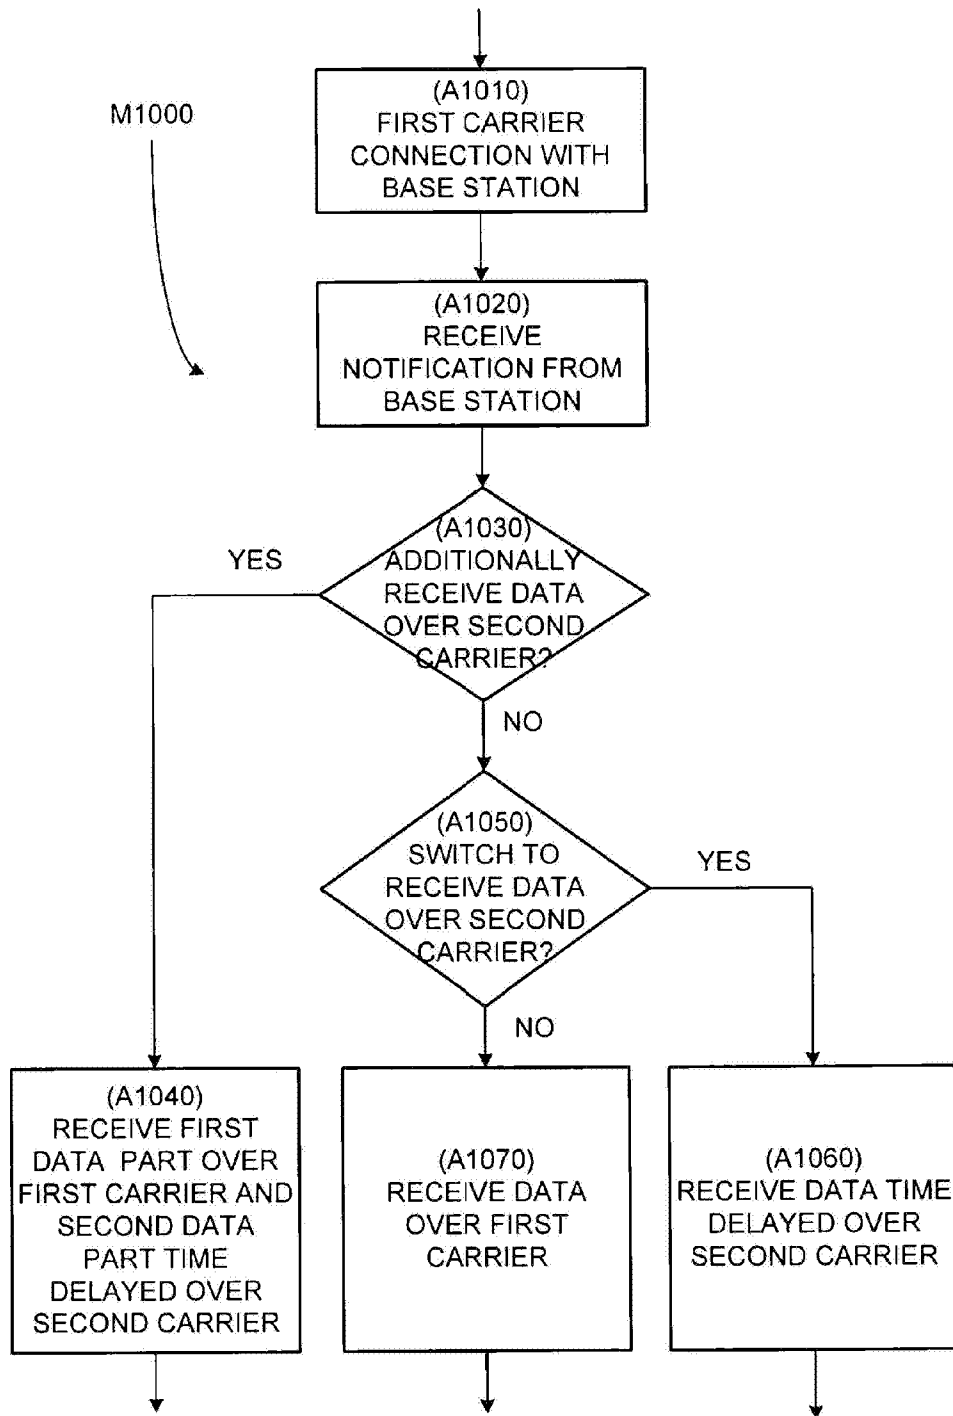 (A1010)
FIRST CARRIER
CONNECTION WITH
BASE STATION
M1000
(A1020)
RECEIVE
NOTIFICATION FROM
BASE STATION
(A1030)
ADDITIONALLY
RECEIVE DATA
OVER SECOND
CARRIER?
YES
NO
(A1050)
SWITCH TO
RECEIVE DATA
OVER SECOND
CARRIER?
YES
NO
(A1040)
RECEIVE FIRST
DATA PART OVER
FIRST CARRIER AND
SECOND DATA
PART TIME
DELAYED OVER
SECOND CARRIER
(A1070)
RECEIVE DATA
OVER FIRST
CARRIER
(A1060)
RECEIVE DATA TIME
DELAYED OVER
SECOND CARRIER